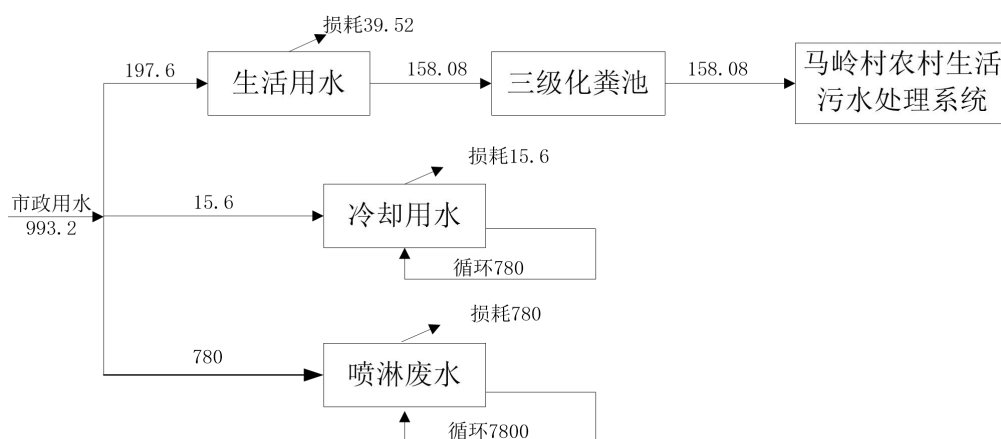 损耗39.52
197.6
生活用水
158.08
三级化粪池
158.08
马岭村农村生活
污水处理系统
损耗15.6
市政用水
993.2
15.6
冷却用水
循环780
损耗780
780
喷淋废水
循环7800